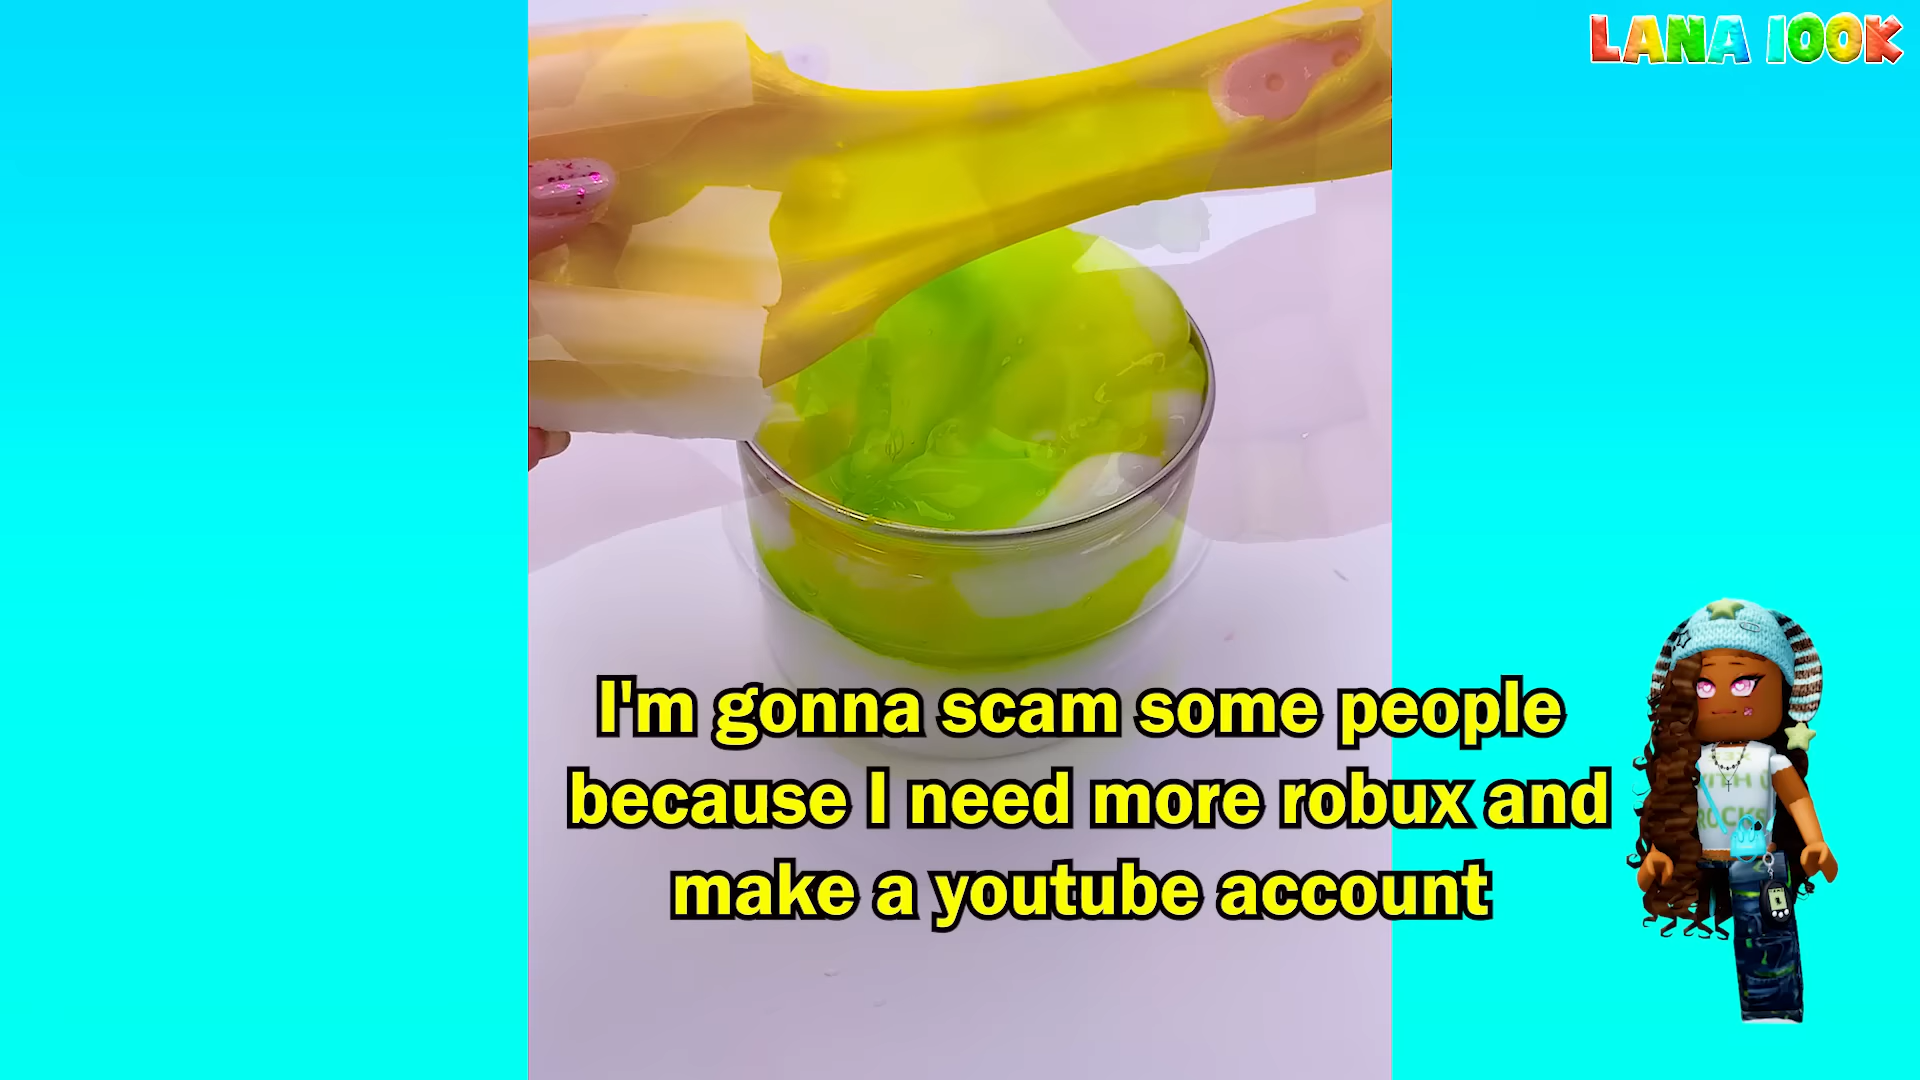 LANA 100K
I'm gonna scam some people
because I need more robux and
make a youtube account